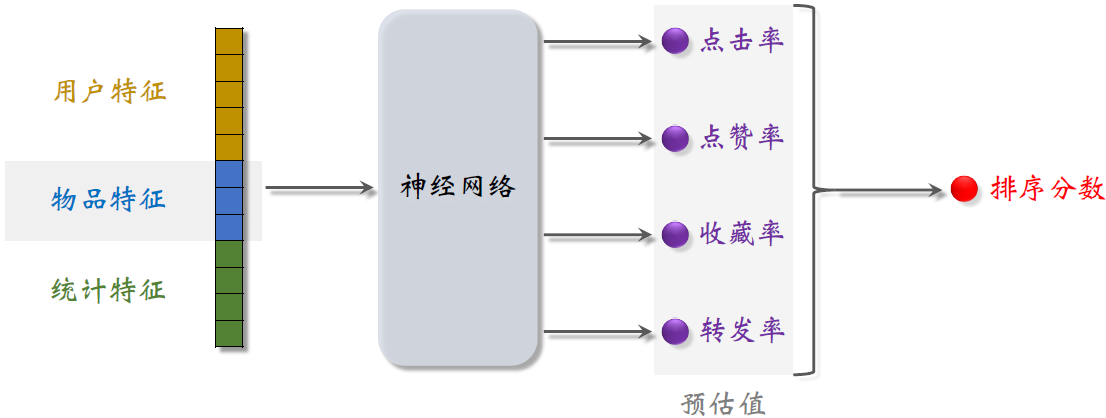 用户特征
物品特征
统计特征
神经网络
点击率
点赞率
收藏率
转发率
预估值
排序分数